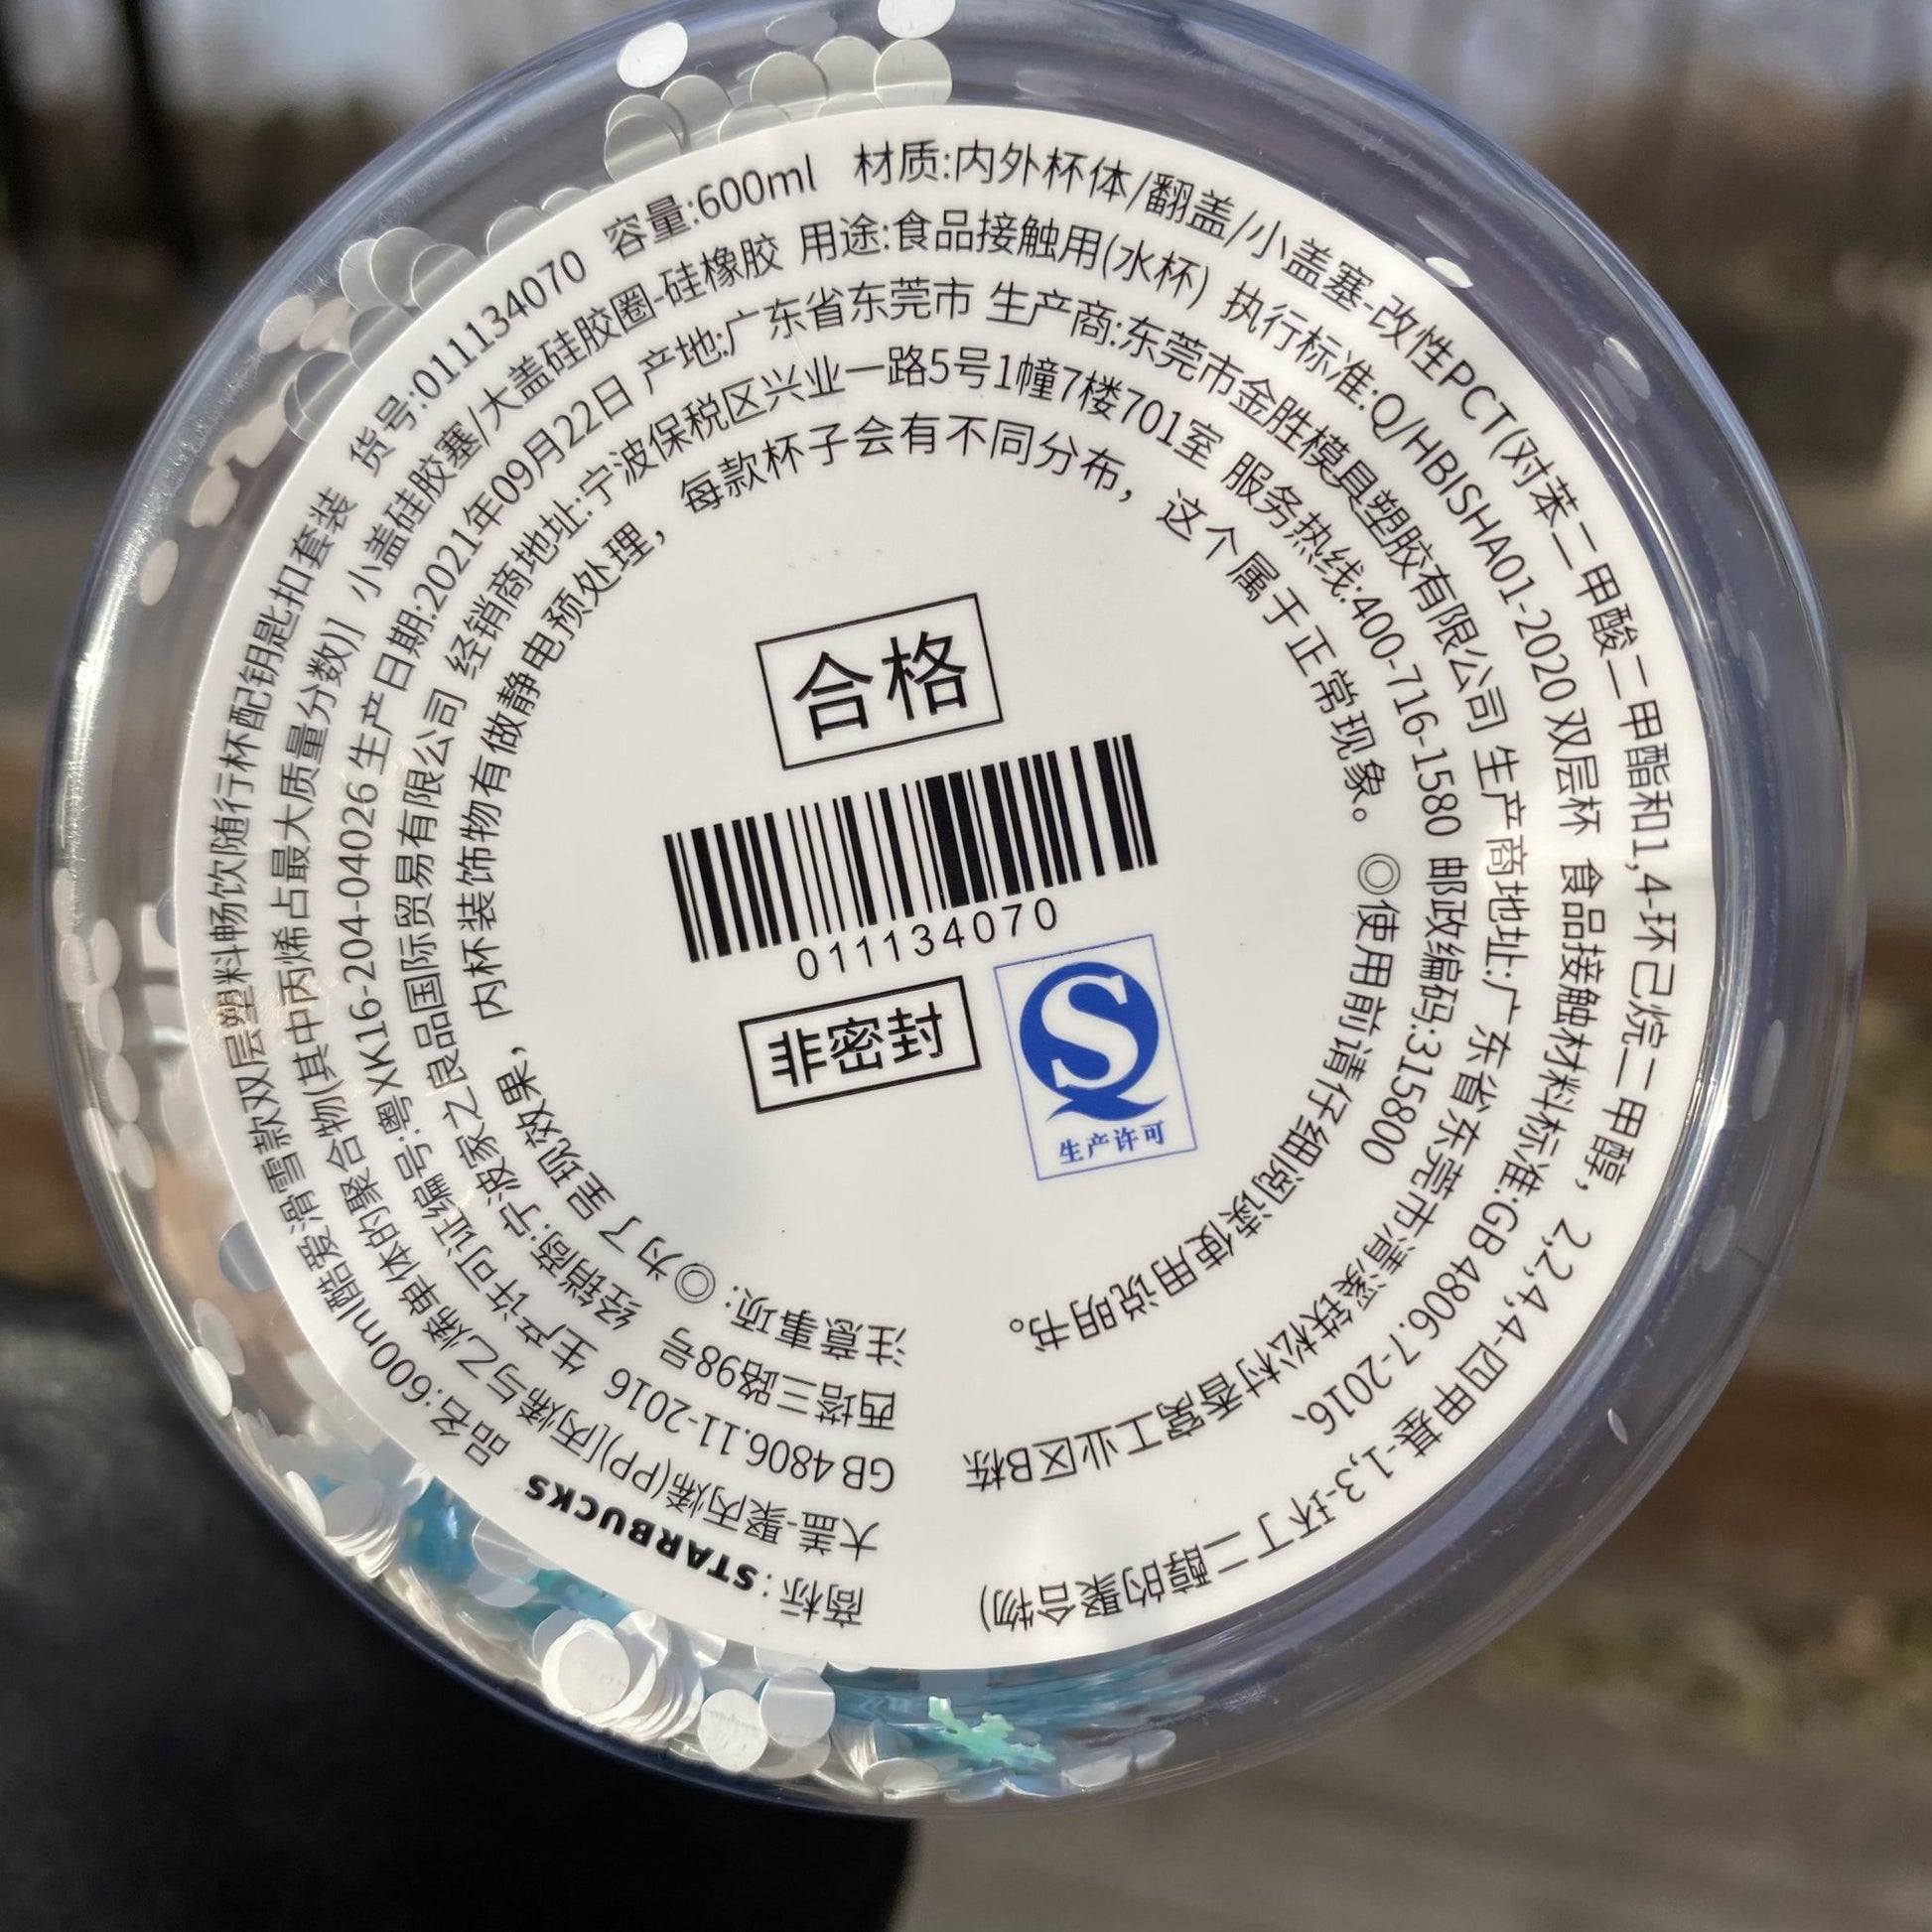 商标:STARBUCKS 品名:600ml酷爱滑雪款双层塑料畅饮随行杯配钥匙扣套装 货号:011134070 容量:600ml 材质:内外杯体/翻盖/小盖塞-改性PCT(对苯二甲酸二甲酯和1,4-环己烷二甲醇，2,2,4,4-四甲基-1,3-环丁二醇的聚合物)
大盖-聚丙烯(PP)[丙烯与乙烯单体的聚合物(其中丙烯占最大质量分数)] 小盖硅胶塞/大盖硅胶圈-硅橡胶 用途:食品接触用(水杯) 执行标准:Q/HBISHA01-2020 双层杯 食品接触材料标准:GB 4806.7-2016、
GB 4806.11-2016 生产许可证编号:粤XK16-204-04026 生产日期:2021年09月22日 产地:广东省东莞市 生产商:东莞市金胜模具塑胶有限公司 生产商地址:广东省东莞市清溪铁松村香窝工业区B栋
经销商:宁波家之良品国际贸易有限公司 经销商地址:宁波保税区兴业一路5号1幢7楼701室 服务热线:400-716-1580 邮政编码:315800
西塔三路98号
注意事项: ◎为了呈现效果，内杯装饰物有做静电预处理，每款杯子会有不同分布，这个属于正常现象。 ◎使用前请仔细阅读使用说明书。
合格
011134070
非密封
QS
生产许可